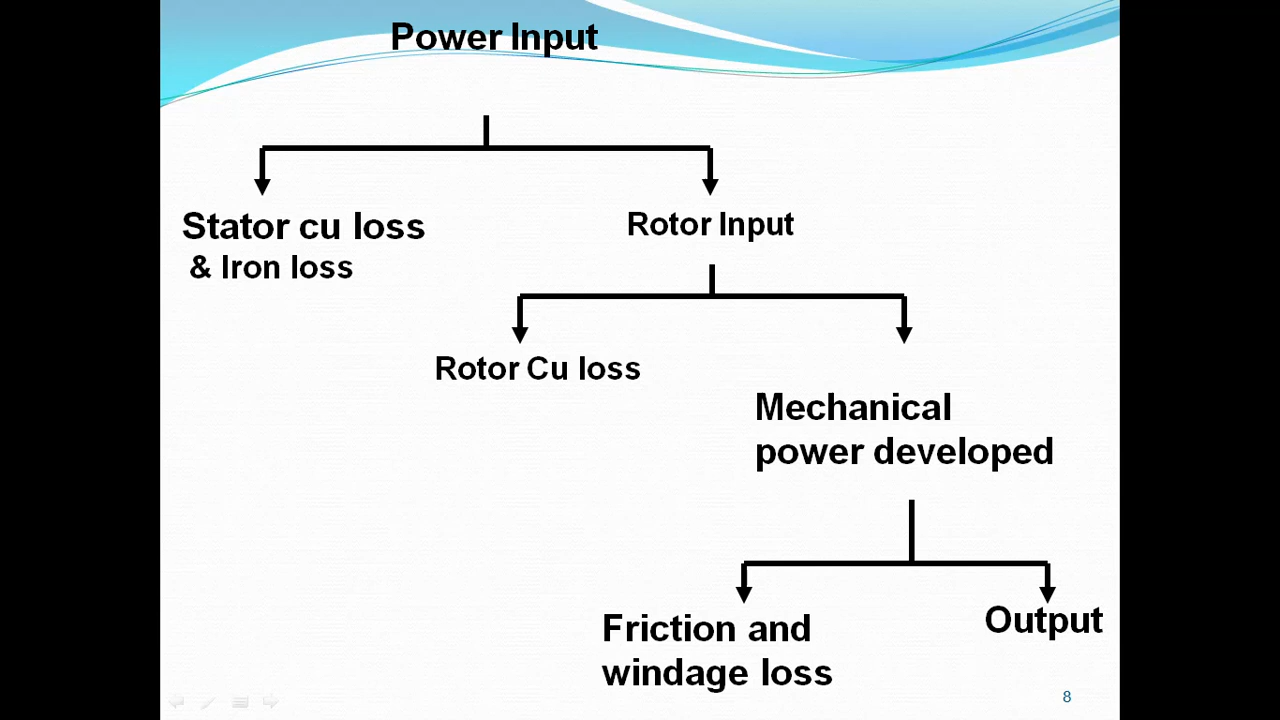 Power Input
Stator cu loss
& Iron loss
Rotor Input
Rotor Cu loss
Mechanical
power developed
Friction and
windage loss
Output
8